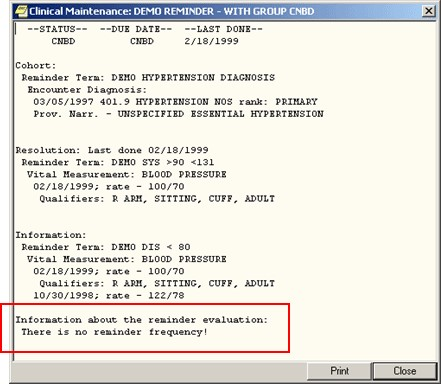 Clinical Maintenance: DEMO REMINDER - WITH GROUP CNBD
--STATUS-- --DUE DATE-- --LAST DONE--
CNBD CNBD 2/18/1999
Cohort:
Reminder Term: DEMO HYPERTENSION DIAGNOSIS
Encounter Diagnosis:
03/05/1997 401.9 HYPERTENSION NOS rank: PRIMARY
Prov. Narr. - UNSPECIFIED ESSENTIAL HYPERTENSION
Resolution: Last done 02/18/1999
Reminder Term: DEMO SYS >90 <131
Vital Measurement: BLOOD PRESSURE
02/18/1999; rate - 100/70
Qualifiers: R ARM, SITTING, CUFF, ADULT
Information:
Reminder Term: DEMO DIS < 80
Vital Measurement: BLOOD PRESSURE
02/18/1999; rate - 100/70
Qualifiers: R ARM, SITTING, CUFF, ADULT
10/30/1998; rate - 122/78
Information about the reminder evaluation:
There is no reminder frequency!
Print Close